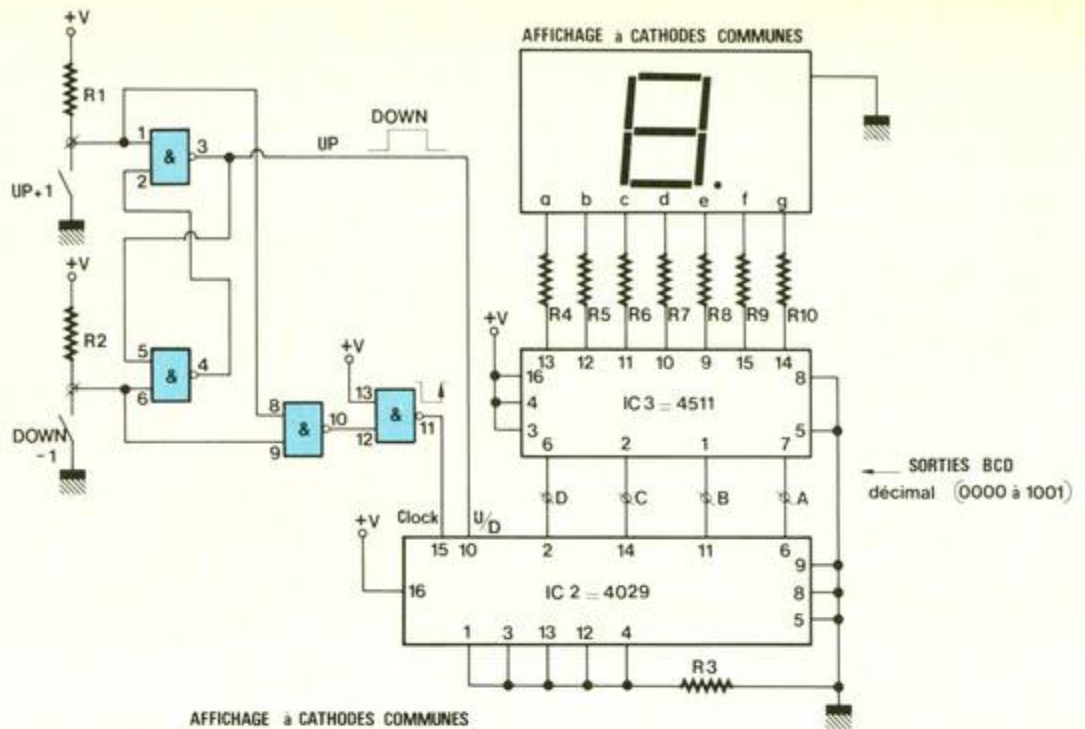 +V
AFFICHAGE à CATHODES COMMUNES
R1
DOWN
1
3
&
UP
2
UP+1
a b c d e f g
+V
R4 R5 R6 R7 R8 R9 R10
R2
+V
5
4
&
6
+V
13 12 11 10 9 15 14
16
8
4
IC 3 = 4511
3
5
6 2 1 7
13
8
&
10
&
11
9
12
DOWN
-1
SORTIES BCD
décimal (0000 à 1001)
D C B A
Clock
U/D
+V
15 10 2 14 11 6
9
16
IC 2 = 4029
8
5
1 3 13 12 4
R3
AFFICHAGE à CATHODES COMMUNES